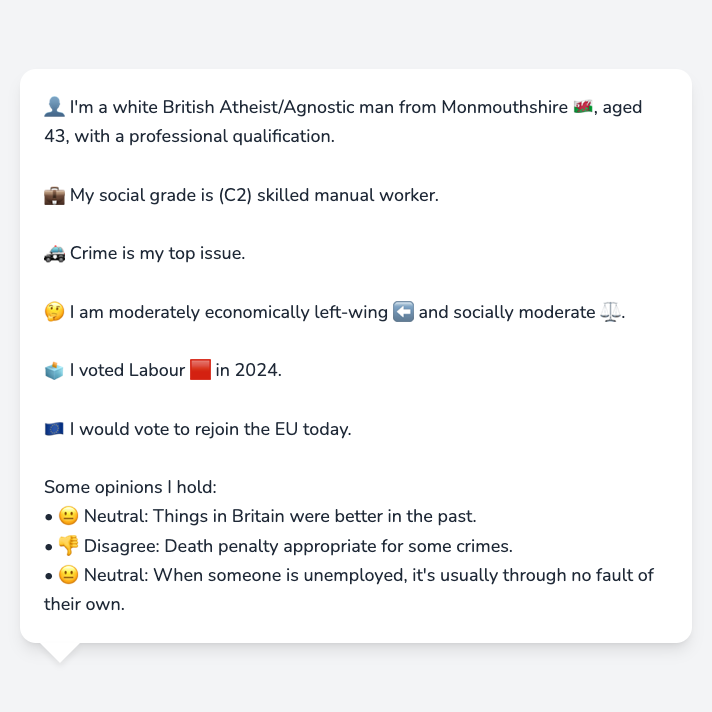 👤 I'm a white British Atheist/Agnostic man from Monmouthshire 🏴󠁧󠁢󠁷󠁬󠁳󠁿, aged
43, with a professional qualification.
💼 My social grade is (C2) skilled manual worker.
🚓 Crime is my top issue.
🤔 I am moderately economically left-wing ⬅️ and socially moderate ⚖️.
🗳️ I voted Labour 🟥 in 2024.
🇪🇺 I would vote to rejoin the EU today.
Some opinions I hold:
• 😐 Neutral: Things in Britain were better in the past.
• 👎 Disagree: Death penalty appropriate for some crimes.
• 😐 Neutral: When someone is unemployed, it's usually through no fault of
their own.